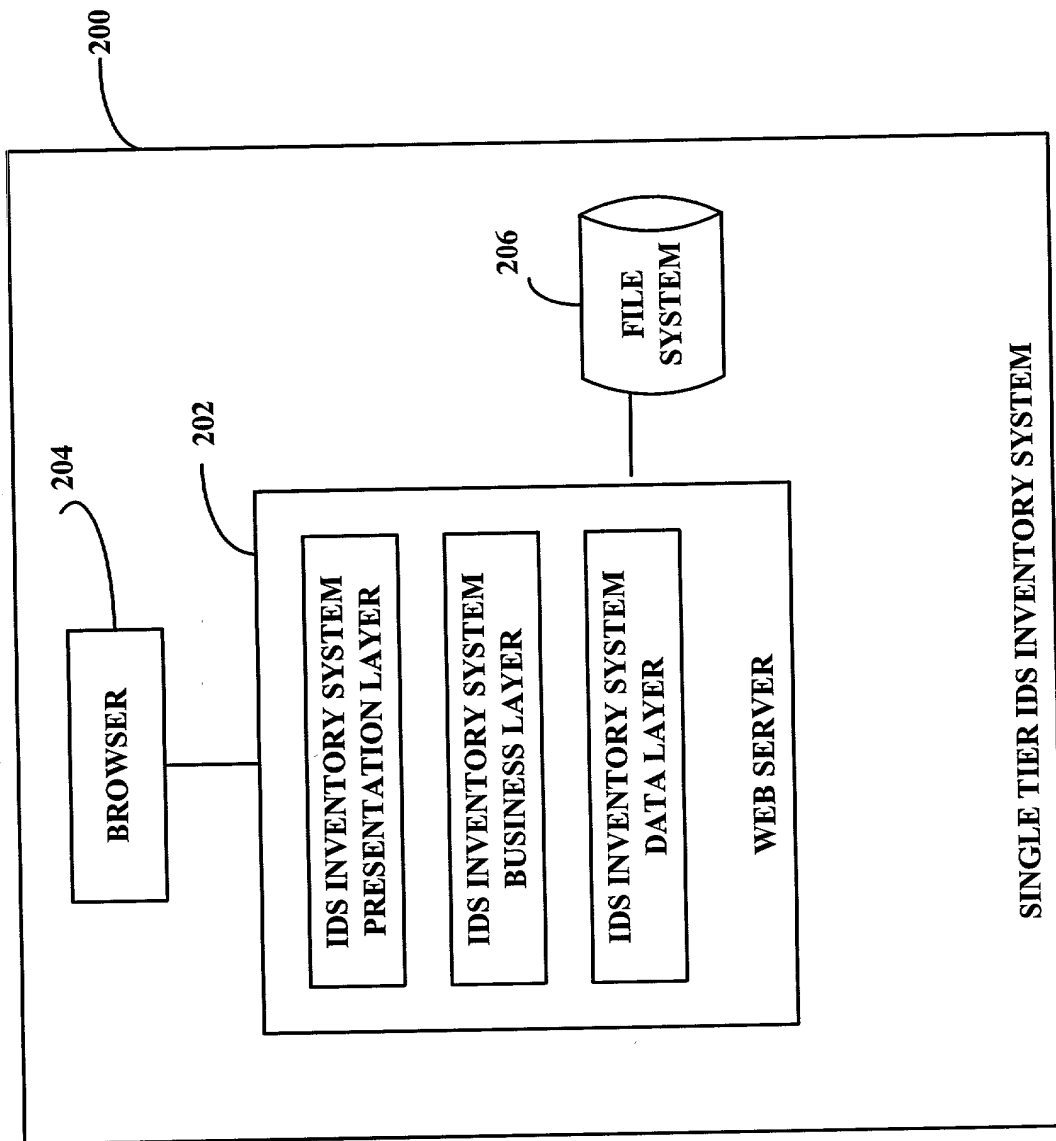 200
204
BROWSER
202
IDS INVENTORY SYSTEM
PRESENTATION LAYER
IDS INVENTORY SYSTEM
BUSINESS LAYER
IDS INVENTORY SYSTEM
DATA LAYER
WEB SERVER
206
FILE
SYSTEM
SINGLE TIER IDS INVENTORY SYSTEM